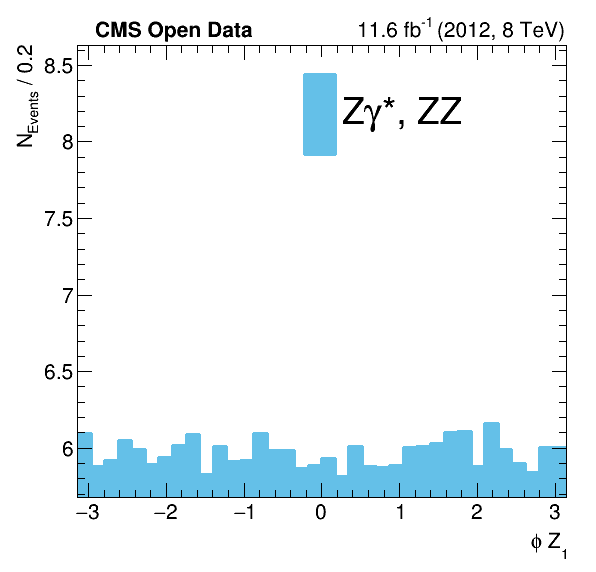 CMS Open Data 11.6 fb⁻¹ (2012, 8 TeV)
N_Events / 0.2
8.5
8
7.5
7
6.5
6
Zγ*, ZZ
−3 −2 −1 0 1 2 3
ϕ Z₁